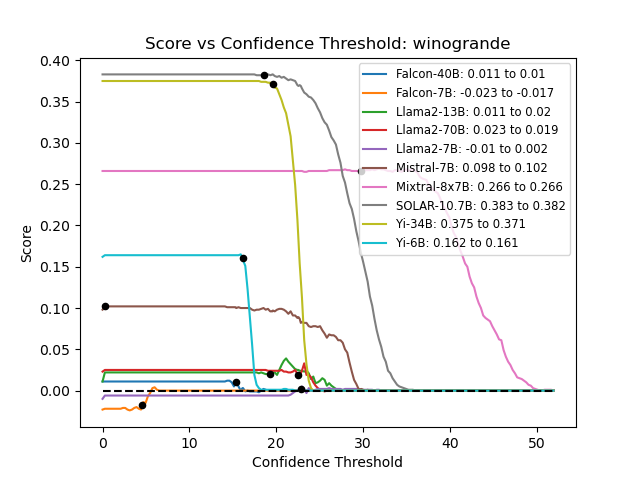 Score vs Confidence Threshold: winogrande
Score
0.40
0.35
0.30
0.25
0.20
0.15
0.10
0.05
0.00
Falcon-40B: 0.011 to 0.01
Falcon-7B: -0.023 to -0.017
Llama2-13B: 0.011 to 0.02
Llama2-70B: 0.023 to 0.019
Llama2-7B: -0.01 to 0.002
Mistral-7B: 0.098 to 0.102
Mixtral-8x7B: 0.266 to 0.266
SOLAR-10.7B: 0.383 to 0.382
Yi-34B: 0.375 to 0.371
Yi-6B: 0.162 to 0.161
0 10 20 30 40 50
Confidence Threshold